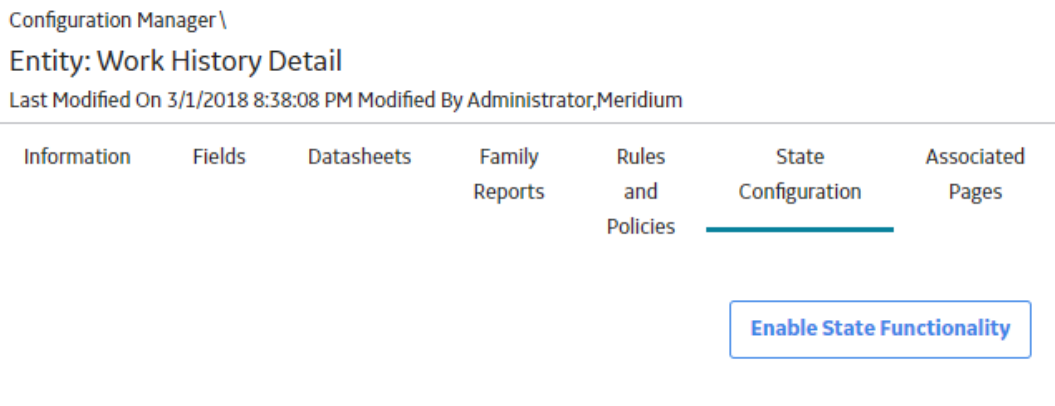 Configuration Manager\
Entity: Work History Detail
Last Modified On 3/1/2018 8:38:08 PM Modified By Administrator,Meridium
Information
Fields
Datasheets
Family
Reports
Rules
and
Policies
State
Configuration
Associated
Pages
Enable State Functionality